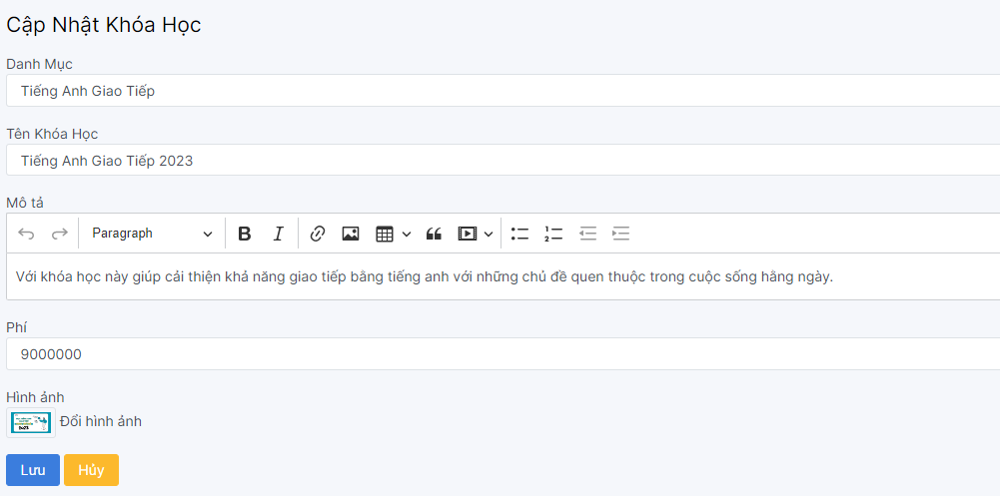 Cập Nhật Khóa Học
Danh Mục
Tiếng Anh Giao Tiếp
Tên Khóa Học
Tiếng Anh Giao Tiếp 2023
Mô tả
Paragraph B I
Với khóa học này giúp cải thiện khả năng giao tiếp bằng tiếng anh với những chủ đề quen thuộc trong cuộc sống hằng ngày.
Phí
9000000
Hình ảnh
2023
Đổi hình ảnh
Lưu Hủy